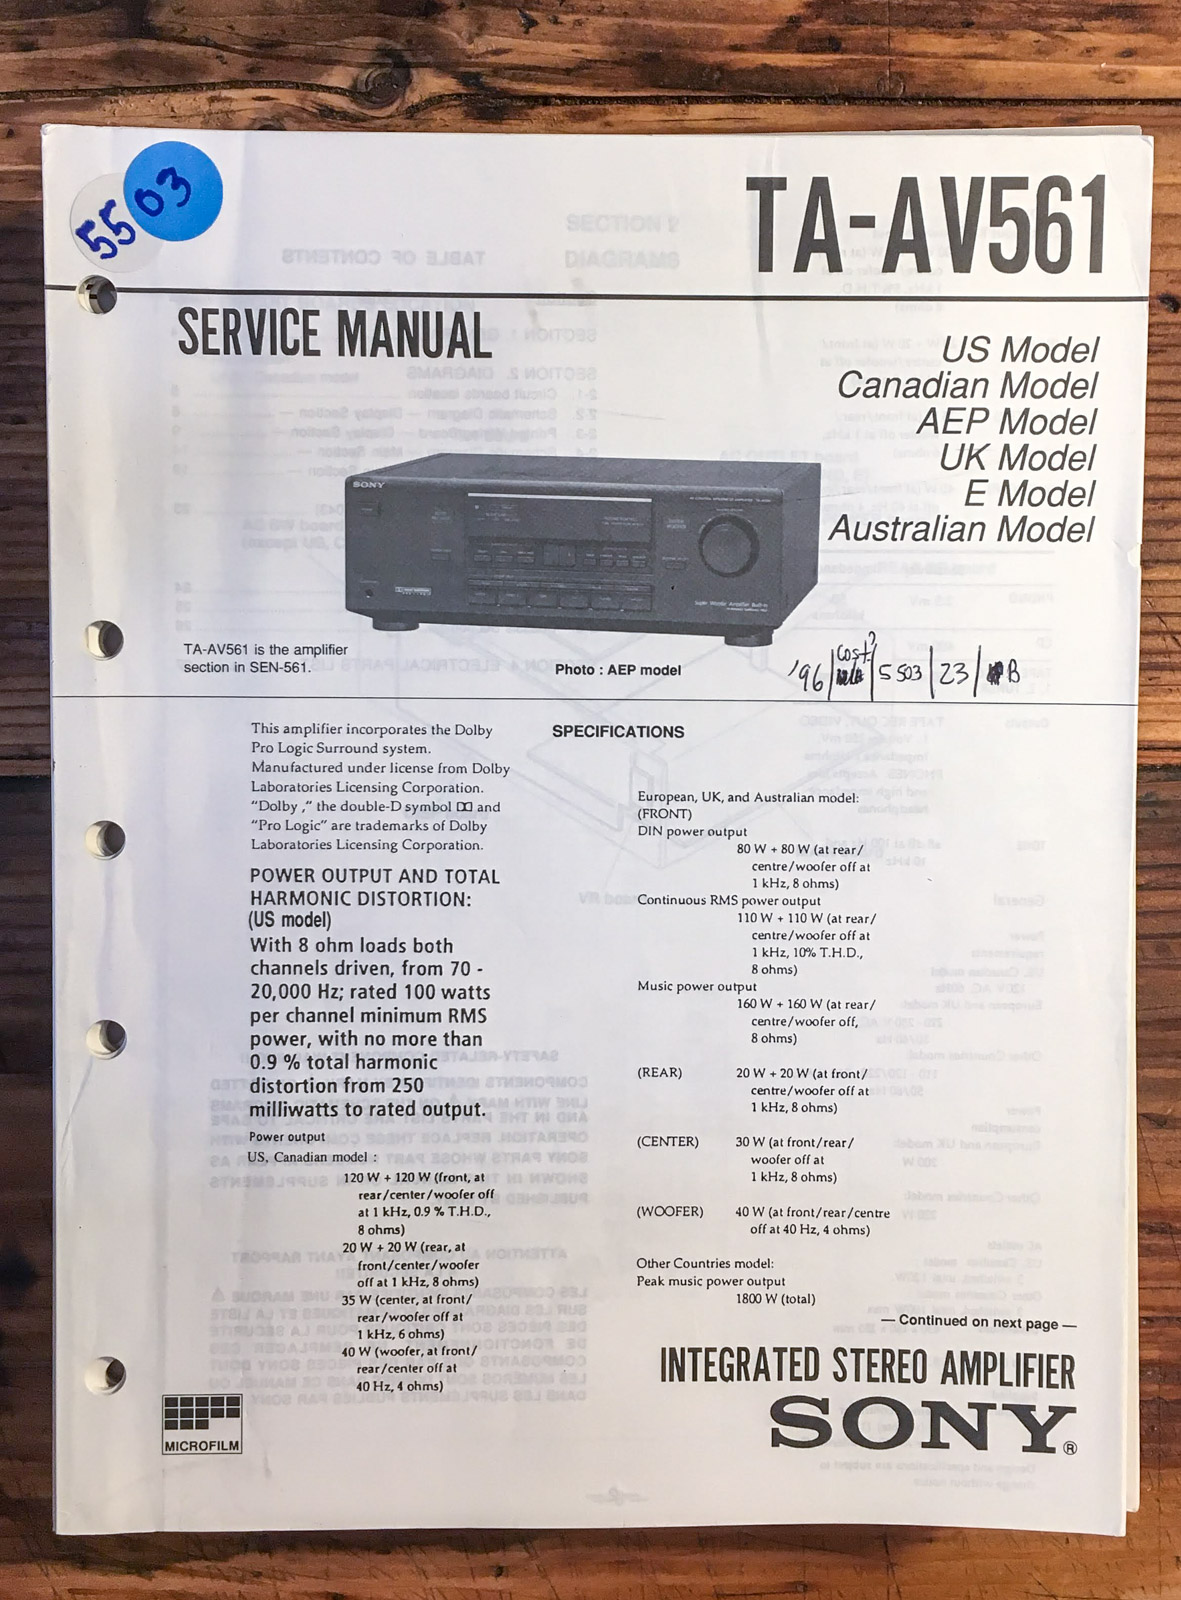 5503
TA-AV561
SERVICE MANUAL
US Model
Canadian Model
AEP Model
UK Model
E Model
Australian Model
SONY
TA-AV561 is the amplifier
section in SEN-561.
Photo : AEP model
cost?
'96 | 5503 | 23 | B
This amplifier incorporates the Dolby
Pro Logic Surround system.
Manufactured under license from Dolby
Laboratories Licensing Corporation.
“Dolby ,” the double-D symbol and
“Pro Logic” are trademarks of Dolby
Laboratories Licensing Corporation.
POWER OUTPUT AND TOTAL
HARMONIC DISTORTION:
(US model)
With 8 ohm loads both
channels driven, from 70 -
20,000 Hz; rated 100 watts
per channel minimum RMS
power, with no more than
0.9 % total harmonic
distortion from 250
milliwatts to rated output.
Power output
US, Canadian model :
120 W + 120 W (front, at
rear/center/woofer off
at 1 kHz, 0.9 % T.H.D.,
8 ohms)
20 W + 20 W (rear, at
front/center/woofer
off at 1 kHz, 8 ohms)
35 W (center, at front/
rear/woofer off at
1 kHz, 6 ohms)
40 W (woofer, at front/
rear/center off at
40 Hz, 4 ohms)
SPECIFICATIONS
European, UK, and Australian model:
(FRONT)
DIN power output
80 W + 80 W (at rear/
centre/woofer off at
1 kHz, 8 ohms)
Continuous RMS power output
110 W + 110 W (at rear/
centre/woofer off at
1 kHz, 10% T.H.D.,
8 ohms)
Music power output
160 W + 160 W (at rear/
centre/woofer off,
8 ohms)
(REAR) 20 W + 20 W (at front/
centre/woofer off at
1 kHz, 8 ohms)
(CENTER) 30 W (at front/rear/
woofer off at
1 kHz, 8 ohms)
(WOOFER) 40 W (at front/rear/centre
off at 40 Hz, 4 ohms)
Other Countries model:
Peak music power output
1800 W (total)
— Continued on next page —
INTEGRATED STEREO AMPLIFIER
SONY®
MICROFILM